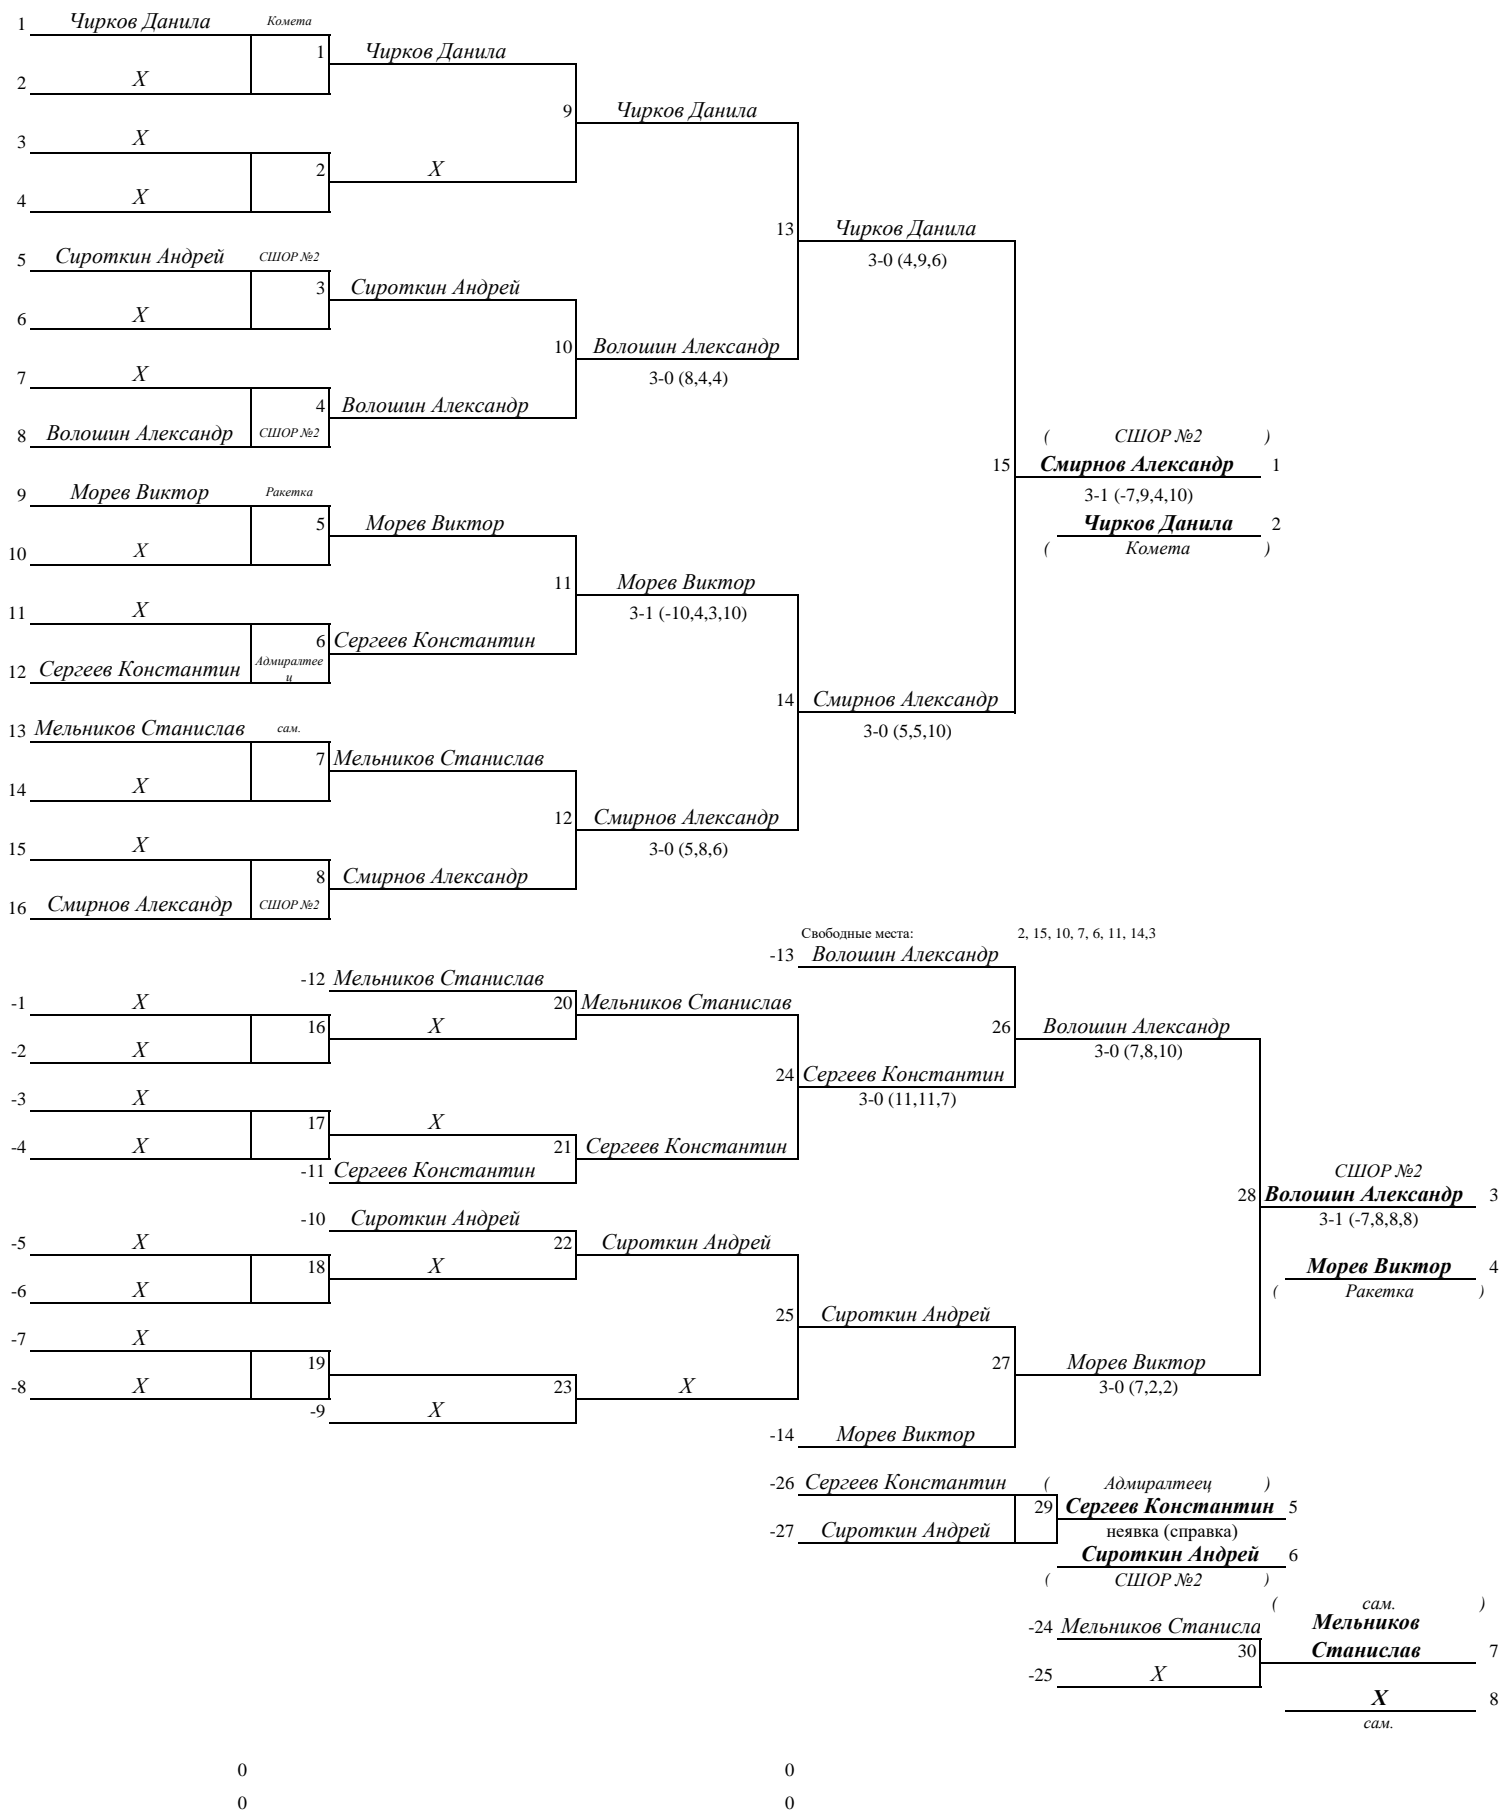 1 Чирков Данила Комета
1 Чирков Данила
2 X
9 Чирков Данила
3 X
2 X
4 X
13 Чирков Данила
3-0 (4,9,6)
5 Сироткин Андрей СШОР №2
3 Сироткин Андрей
6 X
10 Волошин Александр
3-0 (8,4,4)
7 X
4 Волошин Александр
8 Волошин Александр СШОР №2
( СШОР №2 )
15 Смирнов Александр 1
3-1 (-7,9,4,10)
Чирков Данила 2
( Комета )
9 Морев Виктор Ракетка
5 Морев Виктор
10 X
11 Морев Виктор
3-1 (-10,4,3,10)
11 X
6 Сергеев Константин
12 Сергеев Константин Адмиралтее
ц
14 Смирнов Александр
3-0 (5,5,10)
13 Мельников Станислав сам.
7 Мельников Станислав
14 X
12 Смирнов Александр
3-0 (5,8,6)
15 X
8 Смирнов Александр
16 Смирнов Александр СШОР №2
Свободные места: 2, 15, 10, 7, 6, 11, 14,3
-13 Волошин Александр
-12 Мельников Станислав
-1 X
20 Мельников Станислав
16 X
26 Волошин Александр
-2 X
3-0 (7,8,10)
24 Сергеев Константин
-3 X
3-0 (11,11,7)
17 X
-4 X
21 Сергеев Константин
-11 Сергеев Константин
СШОР №2
28 Волошин Александр 3
3-1 (-7,8,8,8)
-10 Сироткин Андрей
-5 X
22 Сироткин Андрей
18 X
Морев Виктор 4
( Ракетка )
-6 X
25 Сироткин Андрей
-7 X
19
27 Морев Виктор
-8 X
23 X
3-0 (7,2,2)
-9 X
-14 Морев Виктор
-26 Сергеев Константин ( Адмиралтеец )
29 Сергеев Константин 5
-27 Сироткин Андрей
неявка (справка)
Сироткин Андрей 6
( СШОР №2 )
( сам. )
-24 Мельников Станисла
Мельников
30 Станислав 7
-25 X
X 8
сам.
0 0
0 0